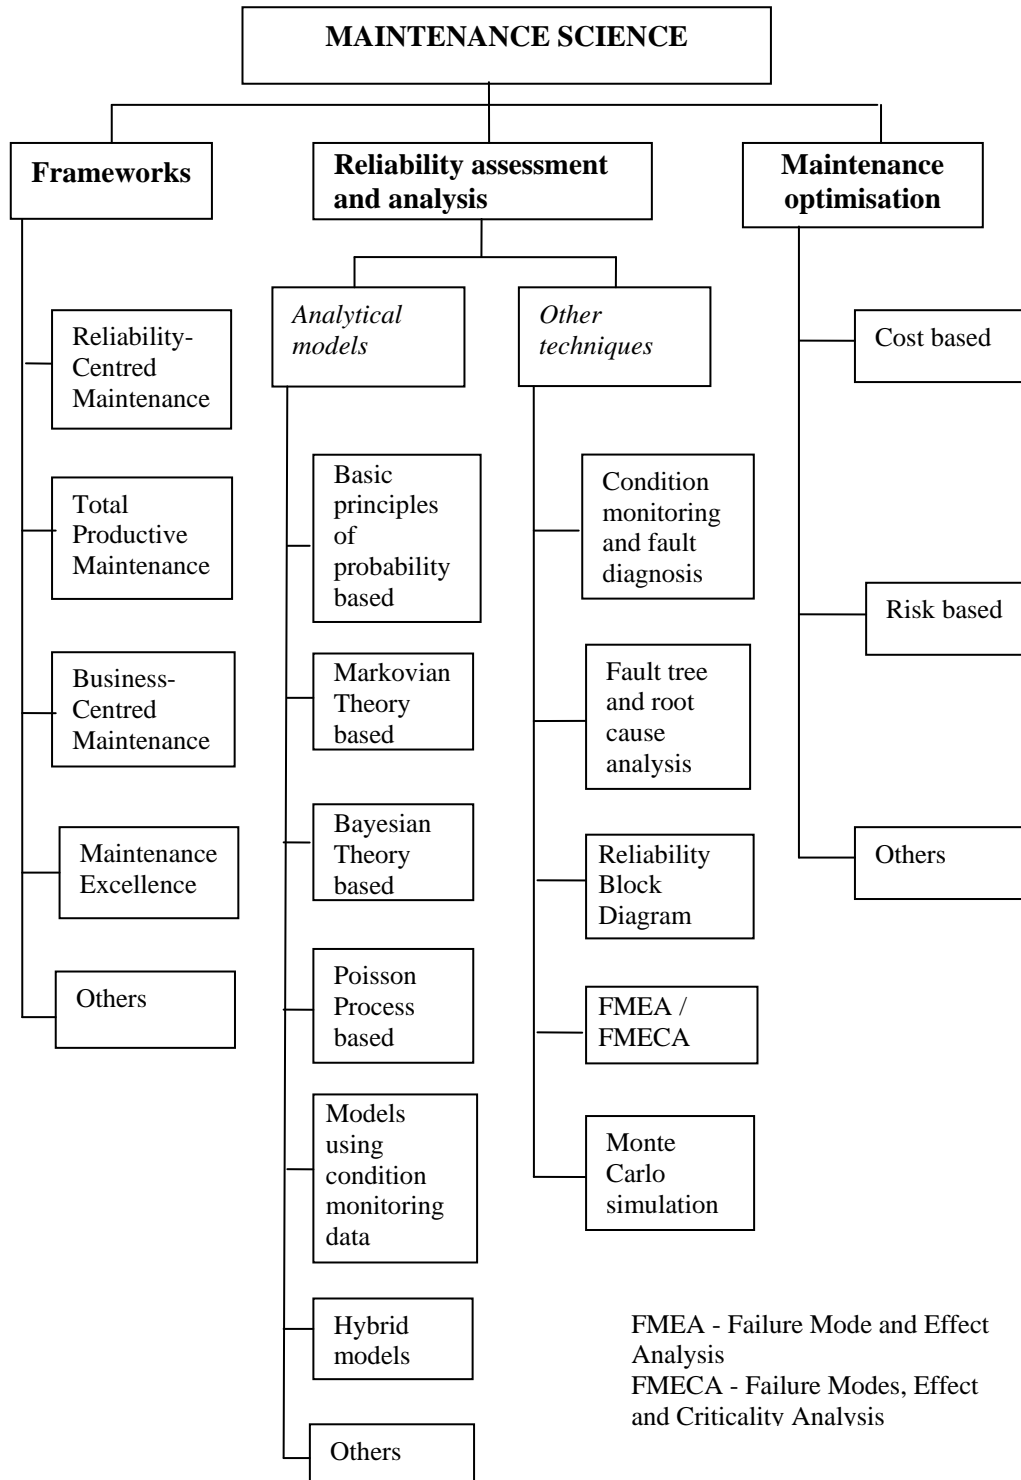 MAINTENANCE SCIENCE
Frameworks
Reliability assessment
and analysis
Maintenance
optimisation
Reliability-
Centred
Maintenance
Total
Productive
Maintenance
Business-
Centred
Maintenance
Maintenance
Excellence
Others
Analytical
models
Basic
principles
of
probability
based
Markovian
Theory
based
Bayesian
Theory
based
Poisson
Process
based
Models
using
condition
monitoring
data
Hybrid
models
Others
Other
techniques
Condition
monitoring
and fault
diagnosis
Fault tree
and root
cause
analysis
Reliability
Block
Diagram
FMEA /
FMECA
Monte
Carlo
simulation
Cost based
Risk based
Others
FMEA - Failure Mode and Effect
Analysis
FMECA - Failure Modes, Effect
and Criticality Analysis